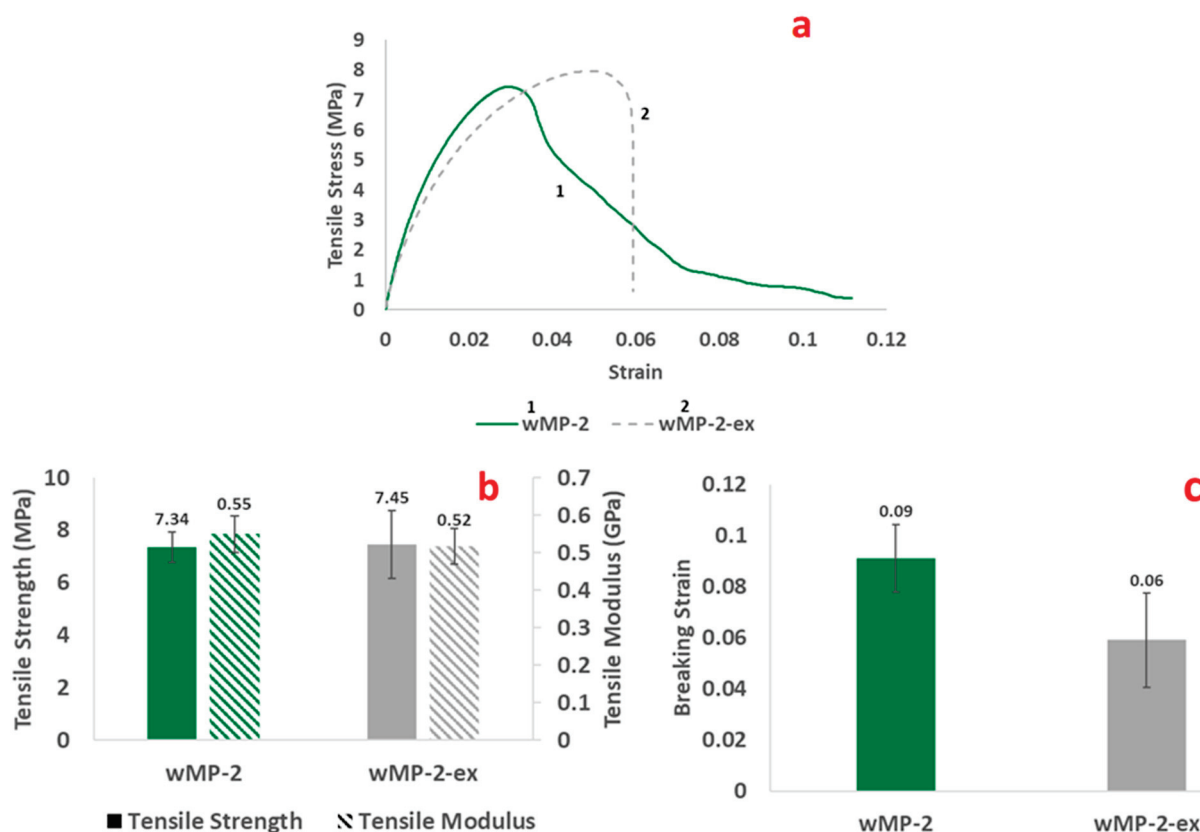 a
9
8
7
6
5
4
3
2
1
0
Tensile Stress (MPa)
1
2
0 0.02 0.04 0.06 0.08 0.1 0.12
Strain
1 2
wMP-2 wMP-2-ex
b
10
8
6
4
2
0
Tensile Strength (MPa)
7.34 0.55 7.45 0.52
0.7
0.6
0.5
0.4
0.3
0.2
0.1
0
Tensile Modulus (GPa)
wMP-2 wMP-2-ex
Tensile Strength Tensile Modulus
c
0.12
0.1
0.08
0.06
0.04
0.02
0
Breaking Strain
0.09
0.06
wMP-2 wMP-2-ex